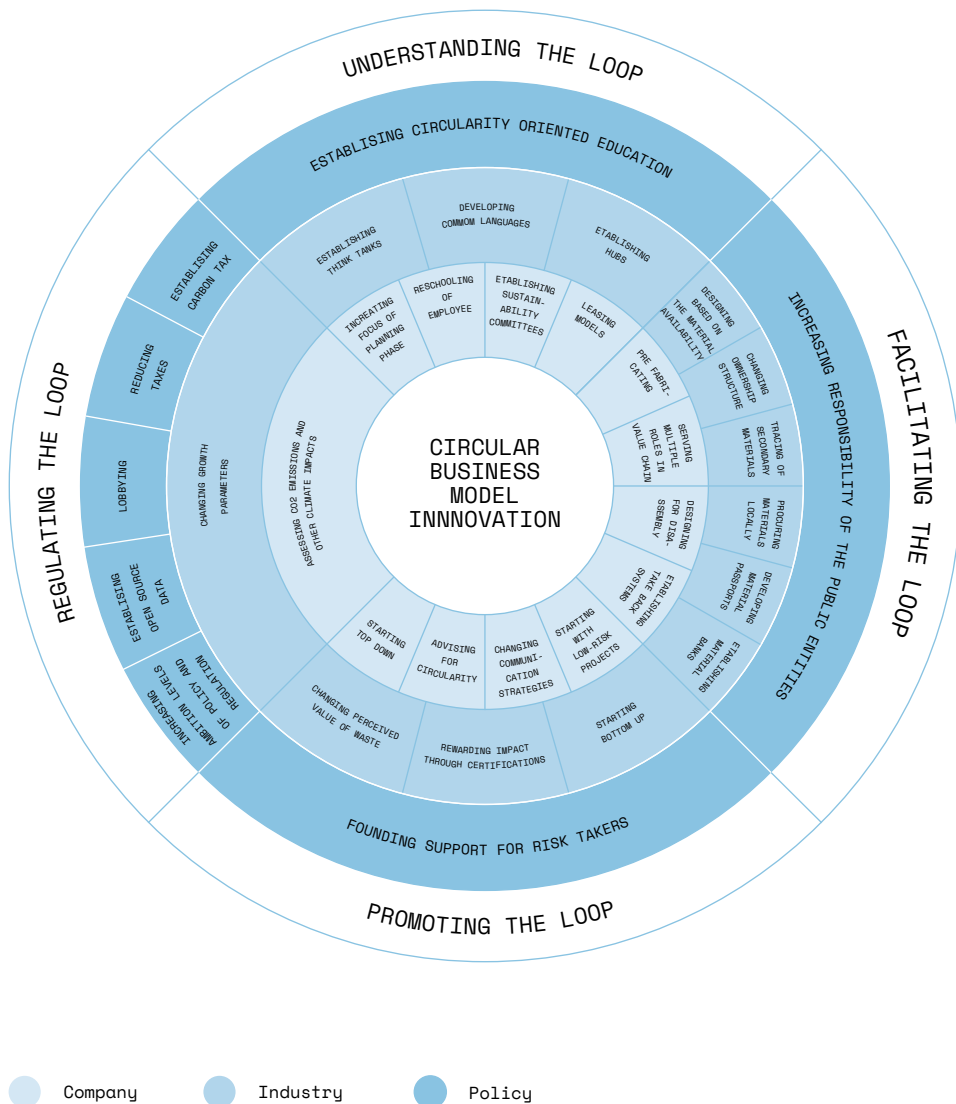 UNDERSTANDING THE LOOP
ESTABLISING CIRCULARITY ORIENTED EDUCATION
ESTABLISHING
THINK TANKS
DEVELOPING
COMMOM LANGUAGES
ETABLISHING
HUBS
INCREATING
FOCUS OF
PLANNING
PHASE
RESCHOOLING
OF
EMPLOYEE
ETABLISHING
SUSTAIN-
ABILITY
COMMITTEES
LEASING
MODELS
FACILITATING THE LOOP
INCREASING RESPONSIBILITY OF THE PUBLIC ENTITIES
DESIGNING
BASED ON
THE MATERIAL
AVAILABILITY
CHANGING
OWNERSHIP
STRUCTURE
TRACING OF
SECONDARY
MATERIALS
PROCURING
MATERIALS
LOCALLY
DEVELOPING
MATERIAL
PASSPORTS
ETABLISHING
MATERIAL
BANKS
PRE FABRI-
CATING
SERVING
MULTIPLE
ROLES IN
VALUE CHAIN
DESIGNING
FOR DISA-
SSEMBLY
ETABLISHING
TAKE BACK
SYSTEMS
PROMOTING THE LOOP
FOUNDING SUPPORT FOR RISK TAKERS
STARTING
BOTTOM UP
REWARDING IMPACT
THROUGH CERTIFICATIONS
CHANGING PERCEIVED
VALUE OF WASTE
STARTING
WITH
LOW-RISK
PROJECTS
CHANGING
COMMUNI-
CATION
STRATEGIES
ADVISING
FOR
CIRCULARITY
STARTING
TOP DOWN
REGULATING THE LOOP
ESTABLISING
CARBON TAX
REDUCING
TAXES
LOBBYING
ESTABLISING
OPEN SOURCE
DATA
INCREASING
AMBITION LEVELS
OF POLICY AND
REGULATION
CHANGING GROWTH
PARAMETERS
ASSESSING CO2 EMISSIONS AND
OTHER CLIMATE IMPACTS
CIRCULAR
BUSINESS
MODEL
INNNOVATION
Company
Industry
Policy